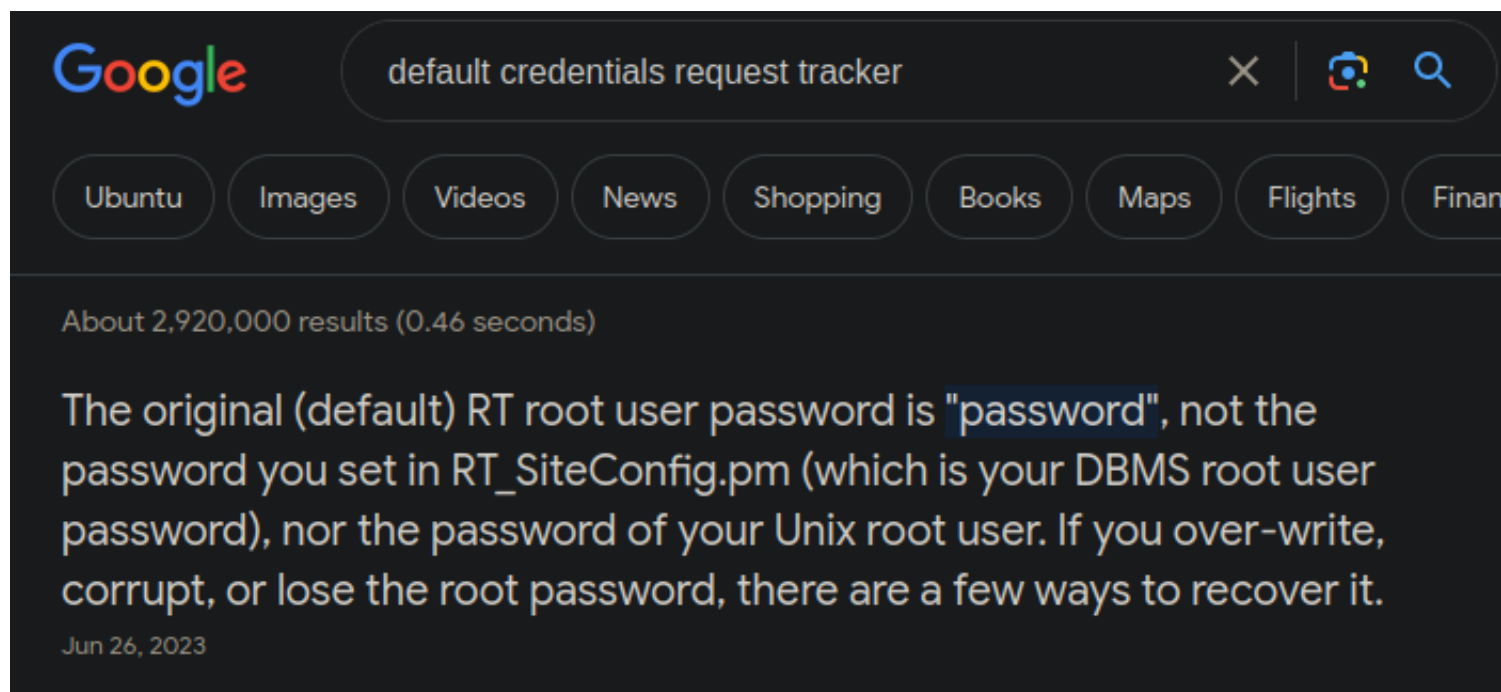 Google
default credentials request tracker
Ubuntu Images Videos News Shopping Books Maps Flights Finan
About 2,920,000 results (0.46 seconds)
The original (default) RT root user password is "password", not the
password you set in RT_SiteConfig.pm (which is your DBMS root user
password), nor the password of your Unix root user. If you over-write,
corrupt, or lose the root password, there are a few ways to recover it.
Jun 26, 2023